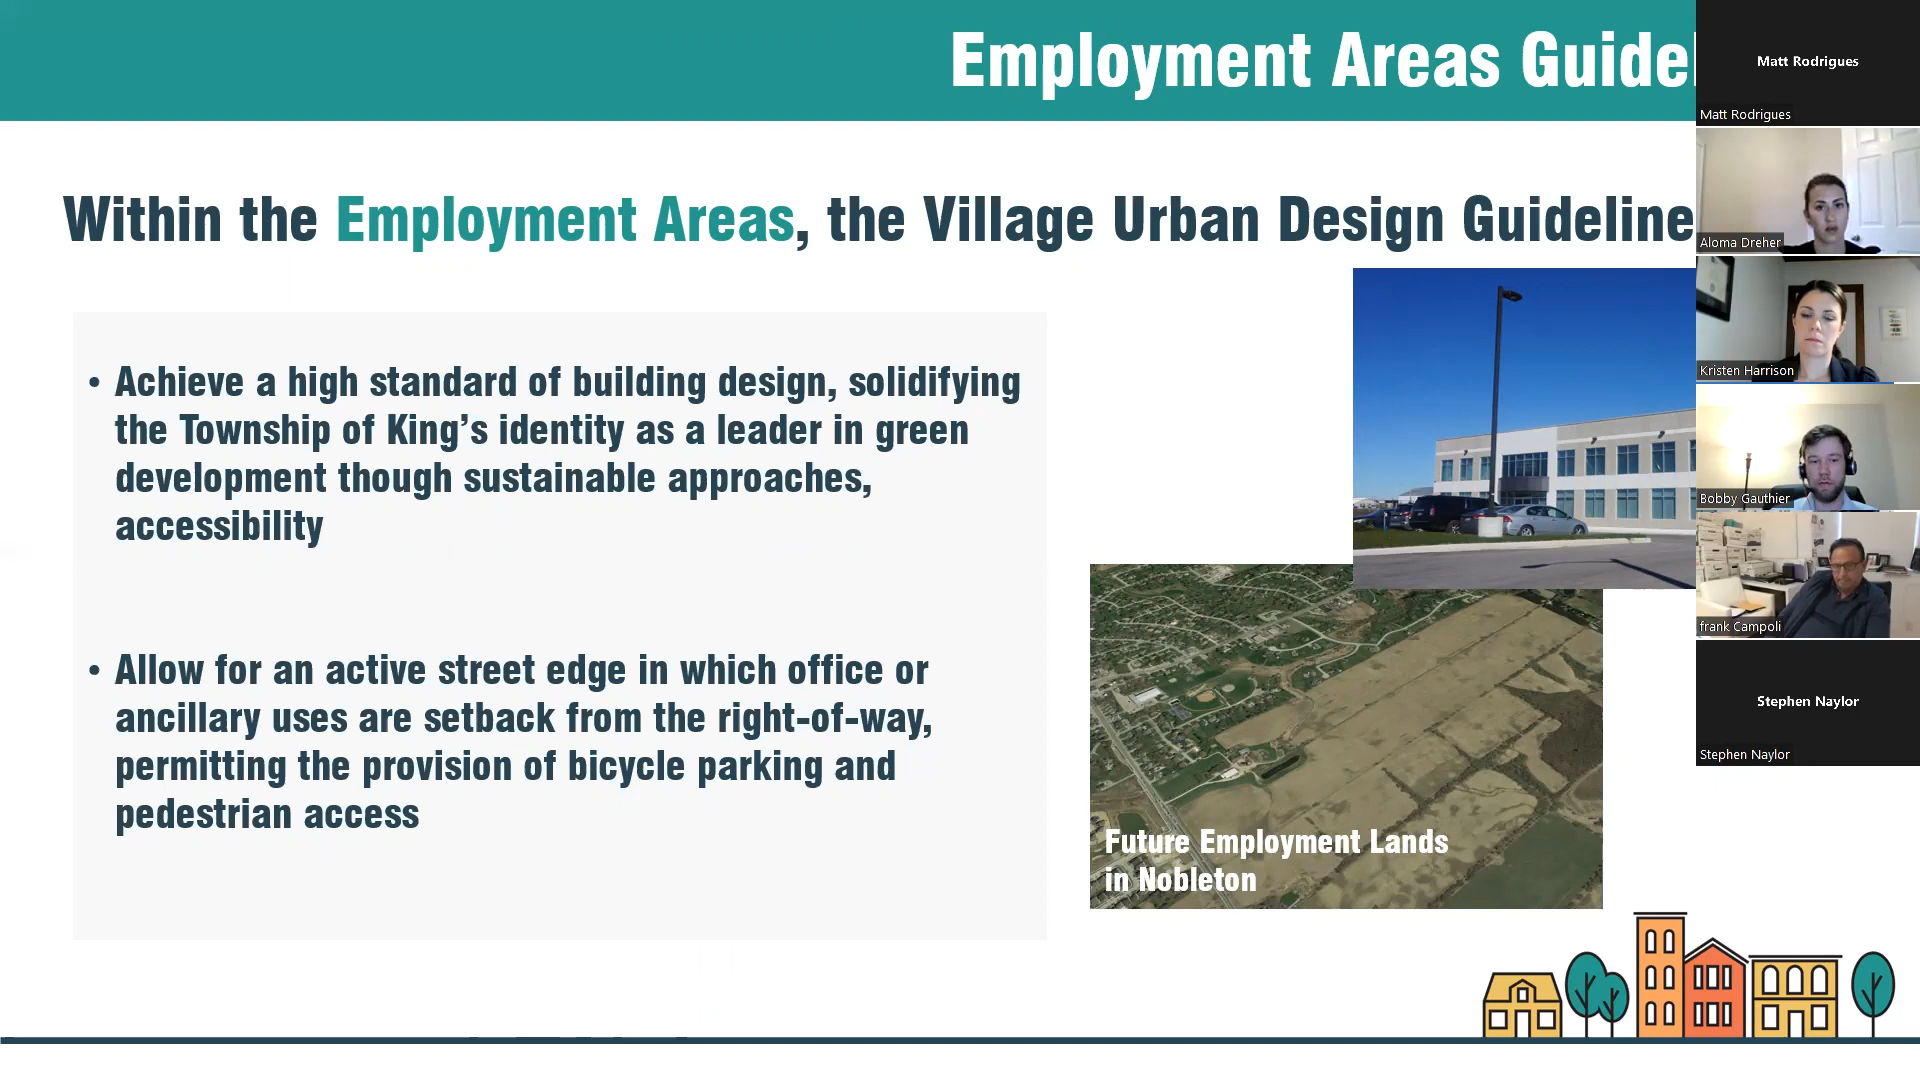 Employment Areas Guidel
Within the Employment Areas, the Village Urban Design Guideline
• Achieve a high standard of building design, solidifying
the Township of King’s identity as a leader in green
development though sustainable approaches,
accessibility
• Allow for an active street edge in which office or
ancillary uses are setback from the right-of-way,
permitting the provision of bicycle parking and
pedestrian access
Future Employment Lands
in Nobleton
Matt Rodrigues
Matt Rodrigues
Aloma Dreher
Kristen Harrison
Bobby Gauthier
frank Campoli
Stephen Naylor
Stephen Naylor